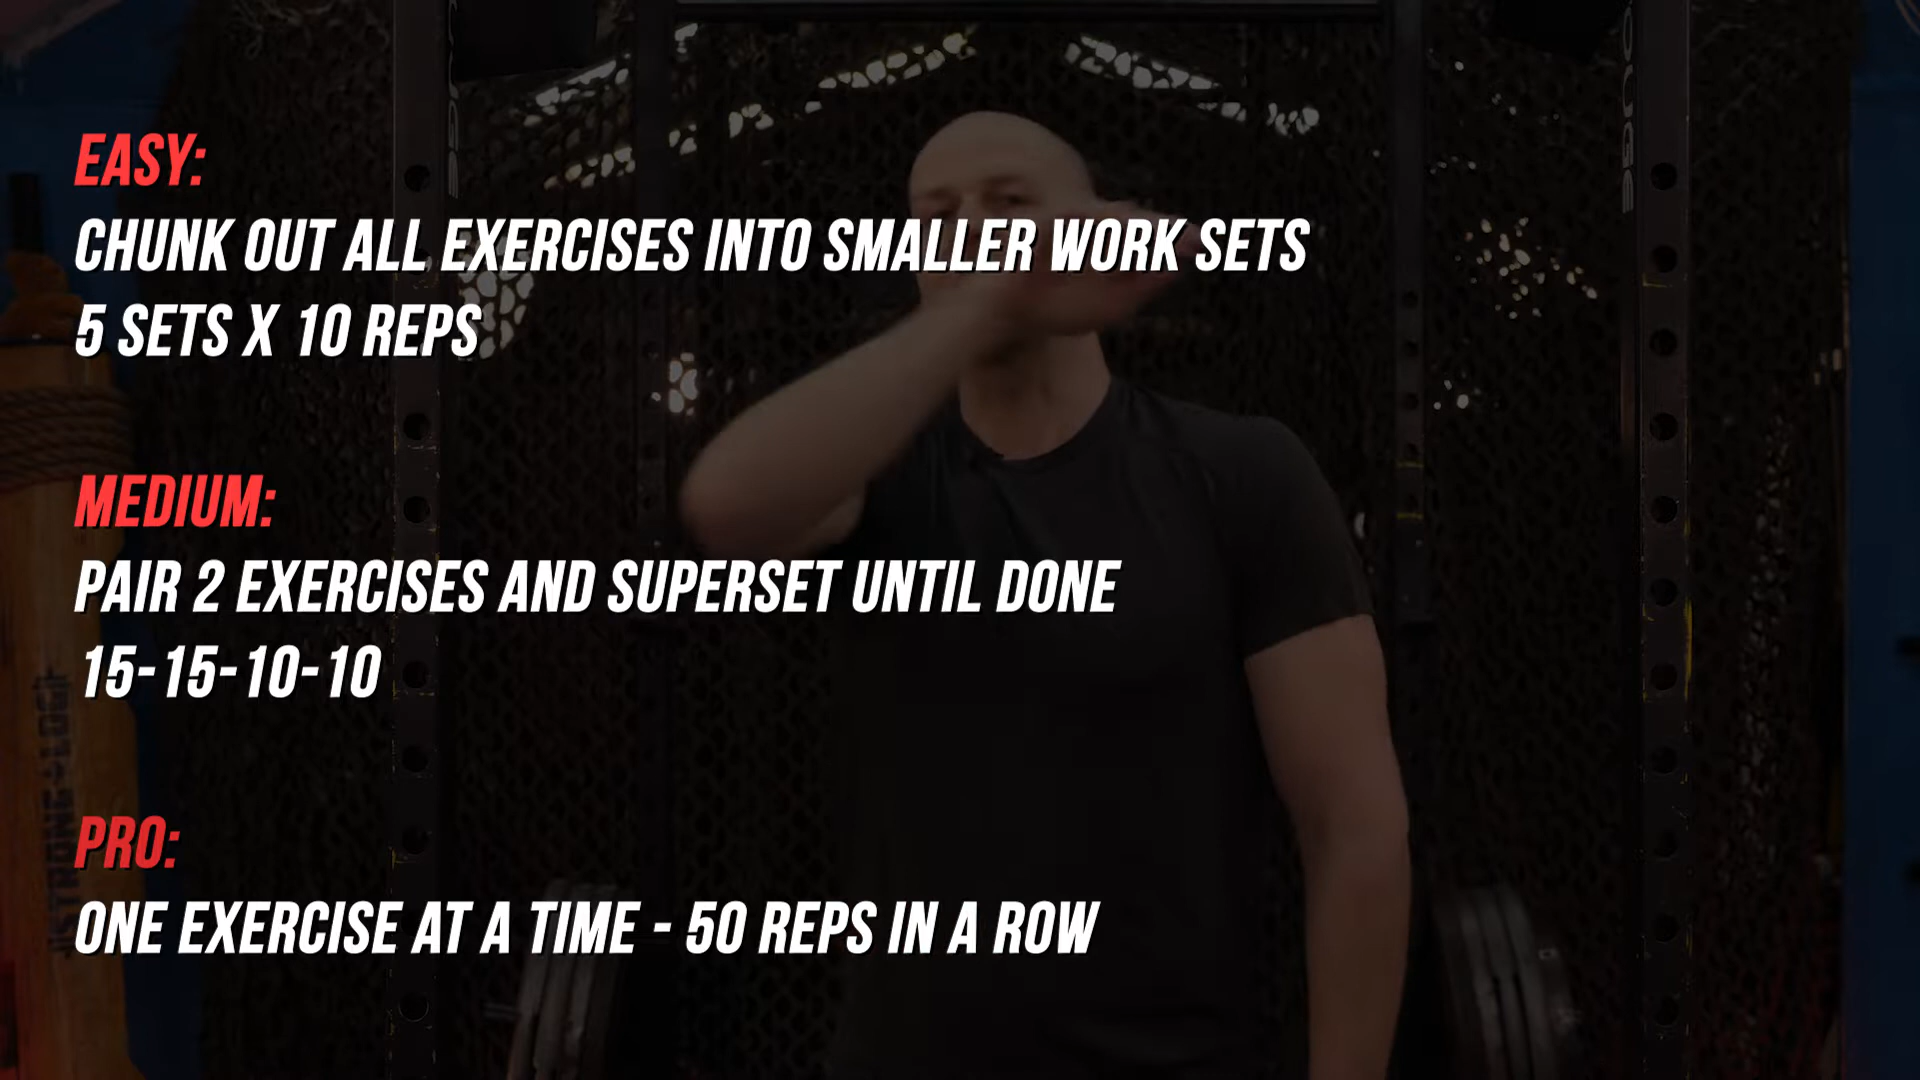 EASY:
CHUNK OUT ALL EXERCISES INTO SMALLER WORK SETS
5 SETS X 10 REPS
MEDIUM:
PAIR 2 EXERCISES AND SUPERSET UNTIL DONE
15-15-10-10
PRO:
ONE EXERCISE AT A TIME - 50 REPS IN A ROW